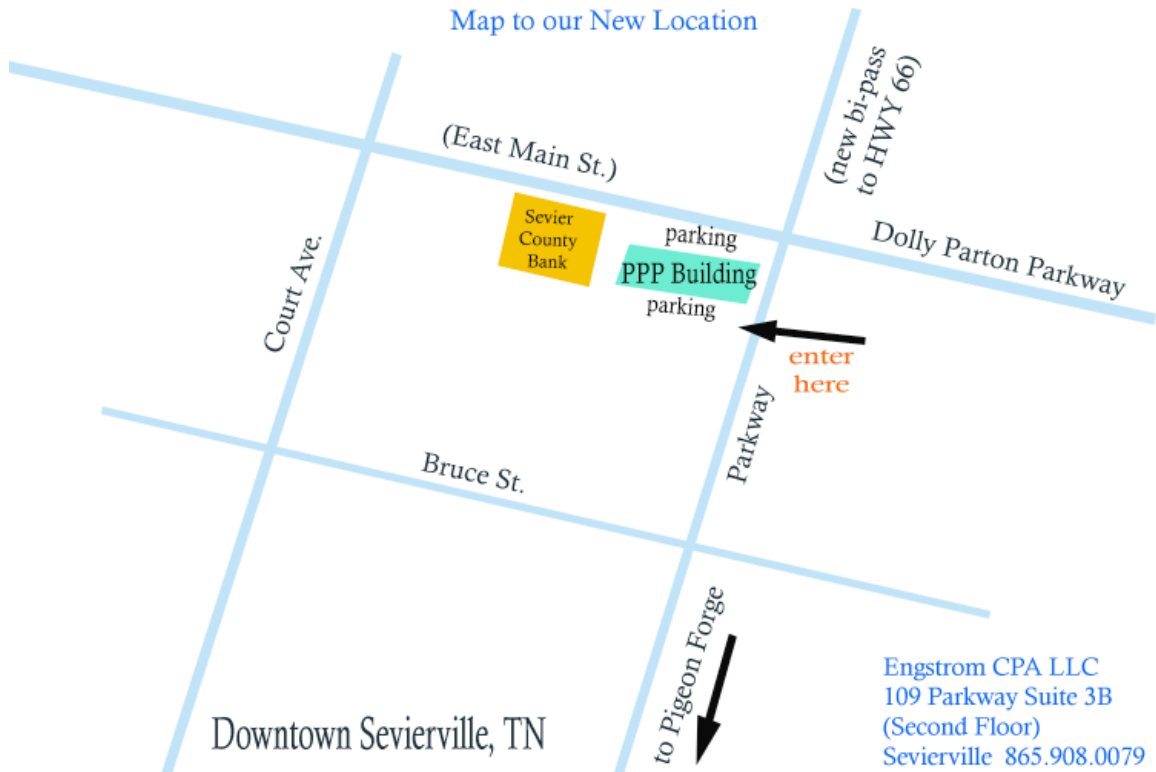 Map to our New Location
(new bi-pass
to HWY 66)
(East Main St.)
Sevier
County
Bank
parking
PPP Building
parking
Dolly Parton Parkway
Court Ave.
enter
here
Parkway
Bruce St.
to Pigeon Forge
Engstrom CPA LLC
109 Parkway Suite 3B
(Second Floor)
Sevierville 865.908.0079
Downtown Sevierville, TN